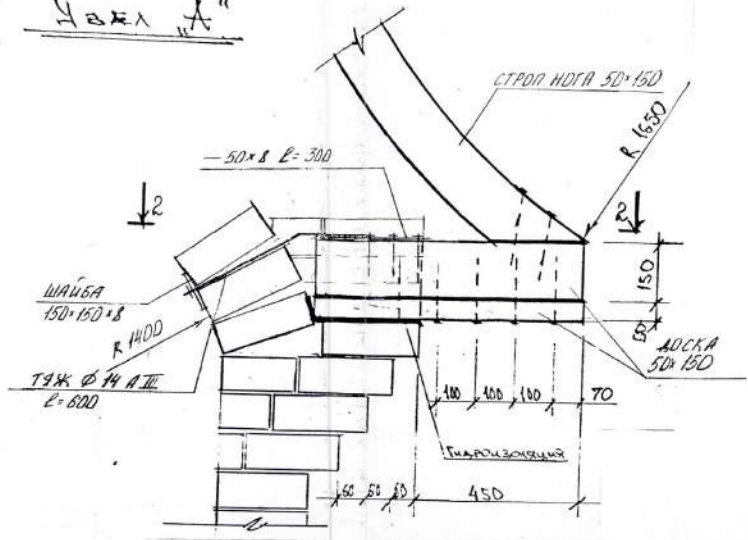 Узел „А"
СТРОП НОГА 50×150
R 1650
— 50×8 ℓ=300
2
2
ШАЙБА
150×150×8
R 1400
ТЯЖ Ф 14 А III
ℓ=600
150
50
ДОСКА
50×150
100 100 100 70
Гидроизоляция
50 50 450